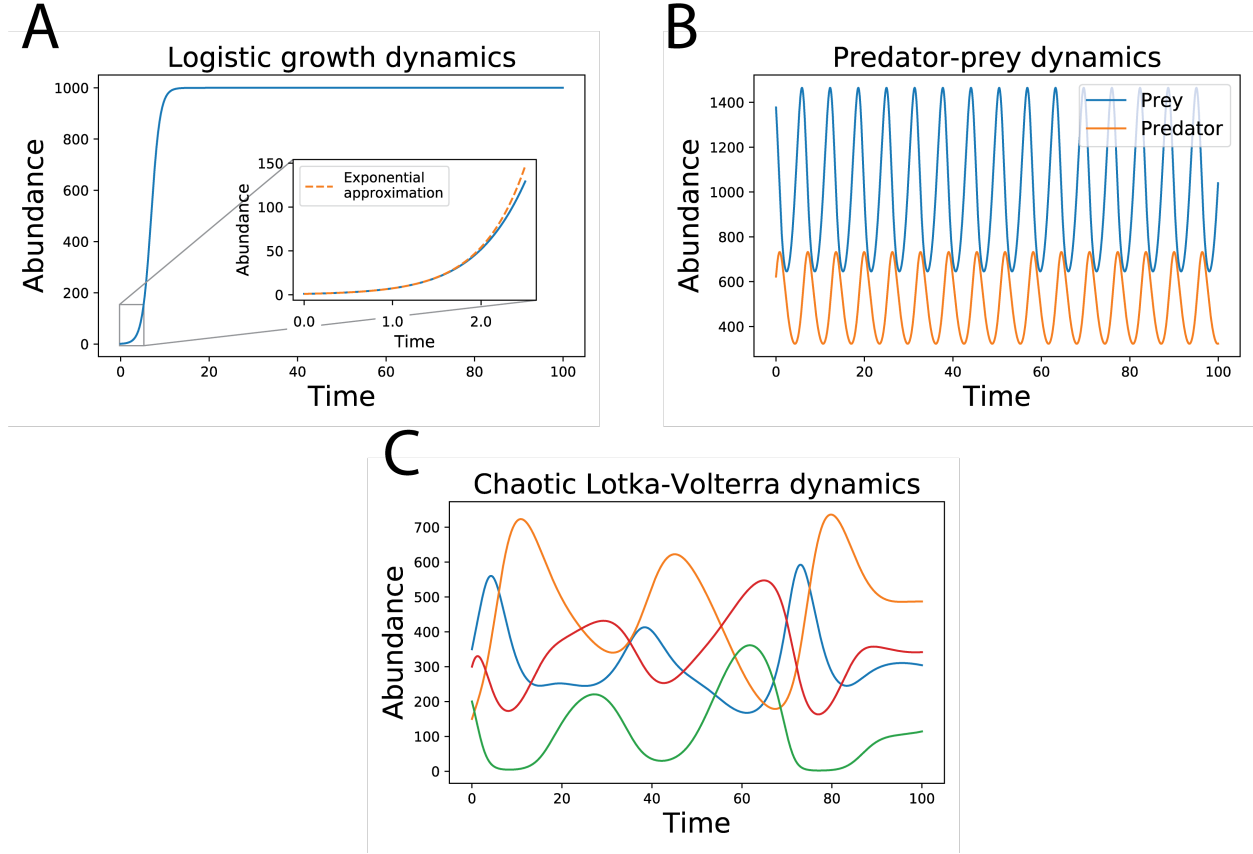 A
Logistic growth dynamics
1000
800
600
400
200
0
Abundance
0 20 40 60 80 100
Time
150
100
50
0
Abundance
Exponential
approximation
0.0 1.0 2.0
Time
B
Predator-prey dynamics
1400
1200
1000
800
600
400
Abundance
Prey
Predator
0 20 40 60 80 100
Time
C
Chaotic Lotka-Volterra dynamics
700
600
500
400
300
200
100
0
Abundance
0 20 40 60 80 100
Time